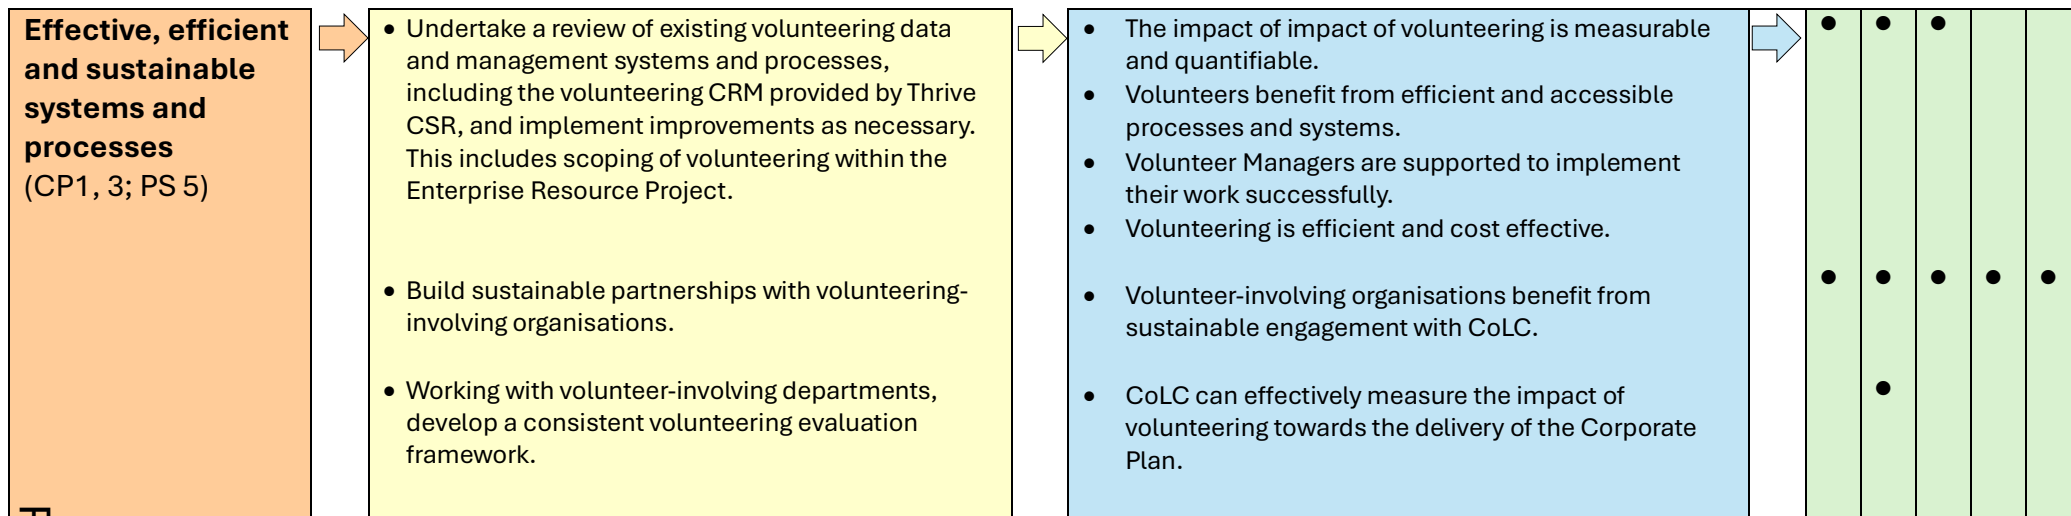 Effective, efficient
and sustainable
systems and
processes
(CP1, 3; PS 5)
• Undertake a review of existing volunteering data
and management systems and processes,
including the volunteering CRM provided by Thrive
CSR, and implement improvements as necessary.
This includes scoping of volunteering within the
Enterprise Resource Project.
• Build sustainable partnerships with volunteering-
involving organisations.
• Working with volunteer-involving departments,
develop a consistent volunteering evaluation
framework.
• The impact of impact of volunteering is measurable
and quantifiable.
• Volunteers benefit from efficient and accessible
processes and systems.
• Volunteer Managers are supported to implement
their work successfully.
• Volunteering is efficient and cost effective.
• Volunteer-involving organisations benefit from
sustainable engagement with CoLC.
• CoLC can effectively measure the impact of
volunteering towards the delivery of the Corporate
Plan.
• • •
• • • • •
•